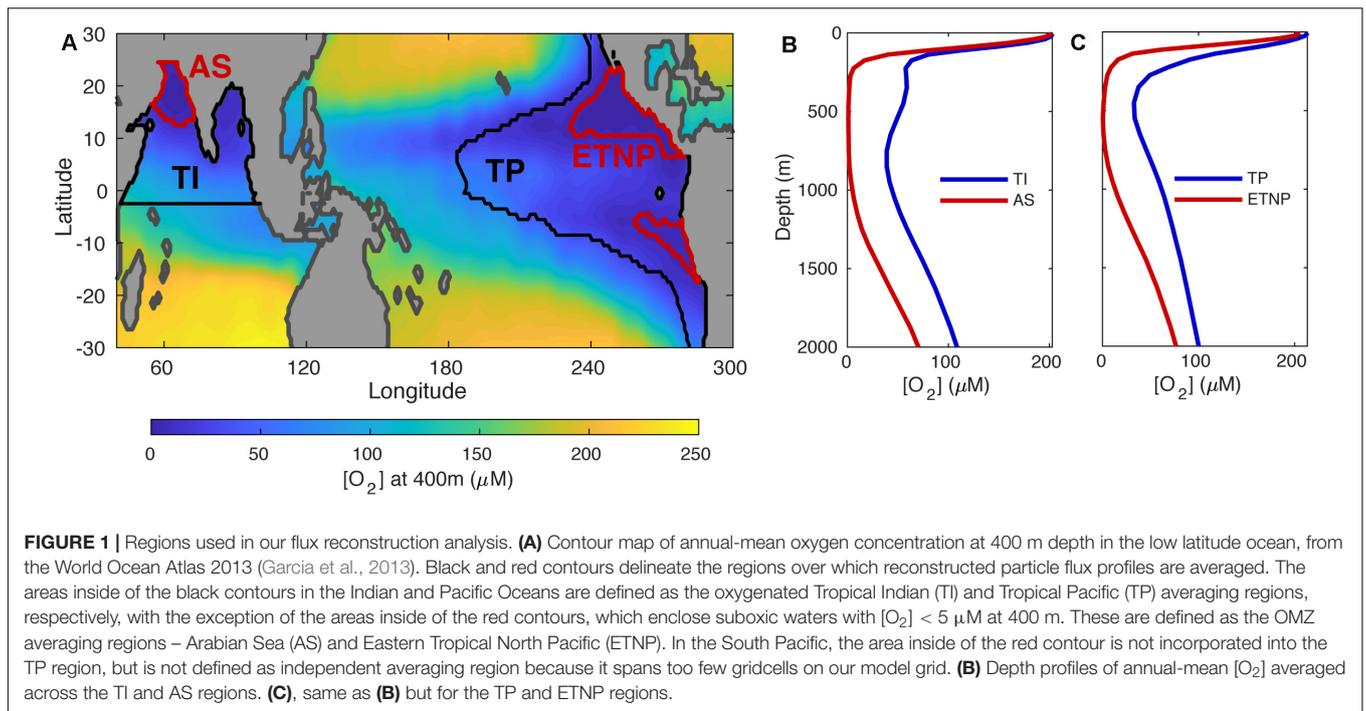 A
30
20
10
0
-10
-20
-30
Latitude
AS
TI
TP
ETNP
60
120
180
240
300
Longitude
0
50
100
150
200
250
[O2] at 400m (μM)
B
0
500
1000
1500
2000
Depth (m)
TI
AS
0
100
200
[O2] (μM)
C
TP
ETNP
0
100
200
[O2] (μM)
FIGURE 1 | Regions used in our flux reconstruction analysis. (A) Contour map of annual-mean oxygen concentration at 400 m depth in the low latitude ocean, from
the World Ocean Atlas 2013 (Garcia et al., 2013). Black and red contours delineate the regions over which reconstructed particle flux profiles are averaged. The
areas inside of the black contours in the Indian and Pacific Oceans are defined as the oxygenated Tropical Indian (TI) and Tropical Pacific (TP) averaging regions,
respectively, with the exception of the areas inside of the red contours, which enclose suboxic waters with [O2] < 5 μM at 400 m. These are defined as the OMZ
averaging regions – Arabian Sea (AS) and Eastern Tropical North Pacific (ETNP). In the South Pacific, the area inside of the red contour is not incorporated into the
TP region, but is not defined as independent averaging region because it spans too few gridcells on our model grid. (B) Depth profiles of annual-mean [O2] averaged
across the TI and AS regions. (C), same as (B) but for the TP and ETNP regions.